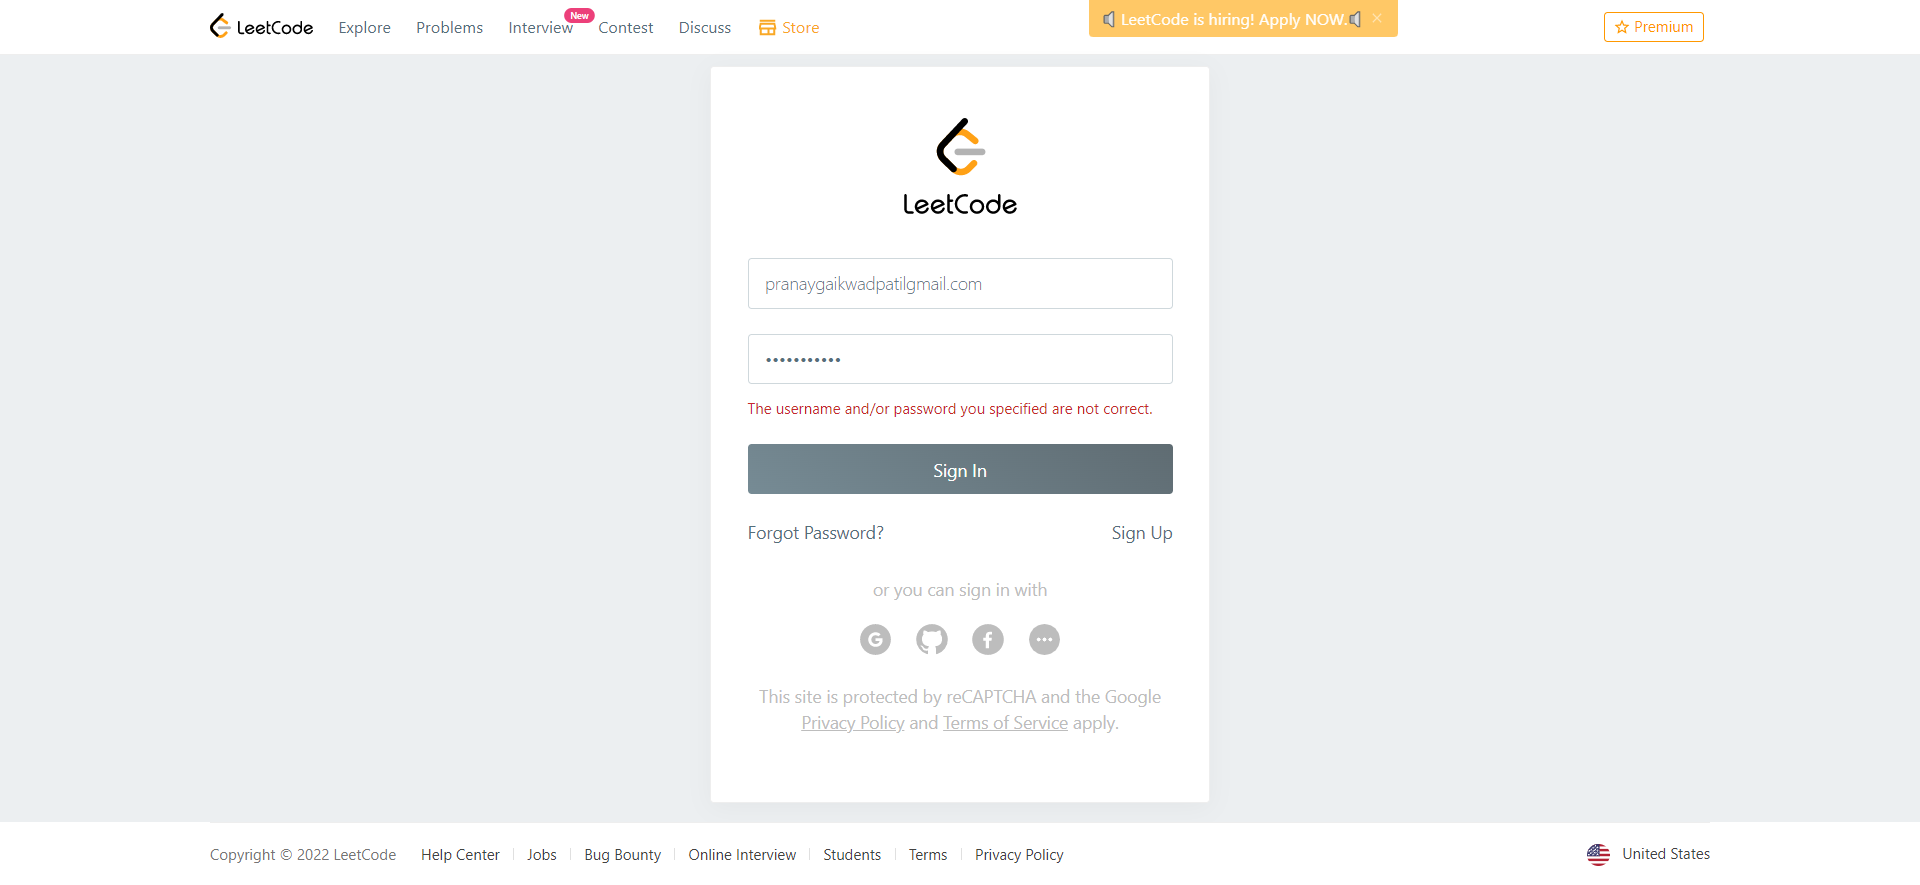 LeetCode Explore Problems Interview New Contest Discuss Store LeetCode is hiring! Apply NOW. Premium
LeetCode
pranaygaikwadpatilgmail.com
•••••••••••
The username and/or password you specified are not correct.
Sign In
Forgot Password? Sign Up
or you can sign in with
This site is protected by reCAPTCHA and the Google
Privacy Policy and Terms of Service apply.
Copyright © 2022 LeetCode Help Center Jobs Bug Bounty Online Interview Students Terms Privacy Policy United States